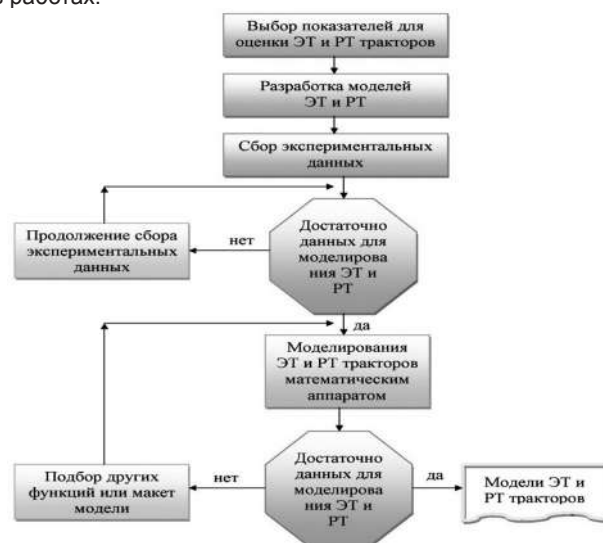 работах.
Выбор показателей для
оценки ЭТ и РТ тракторов
Разработка моделей
ЭТ и РТ
Сбор экспериментальных
данных
Достаточно
данных для
моделирова
ния ЭТ и
РТ
нет
Продолжение сбора
экспериментальных
данных
да
Моделирования
ЭТ и РТ тракторов
математическим
аппаратом
Достаточно
данных для
моделирова
ния ЭТ и
РТ
нет
Подбор других
функций или макет
модели
да
Модели ЭТ и
РТ тракторов